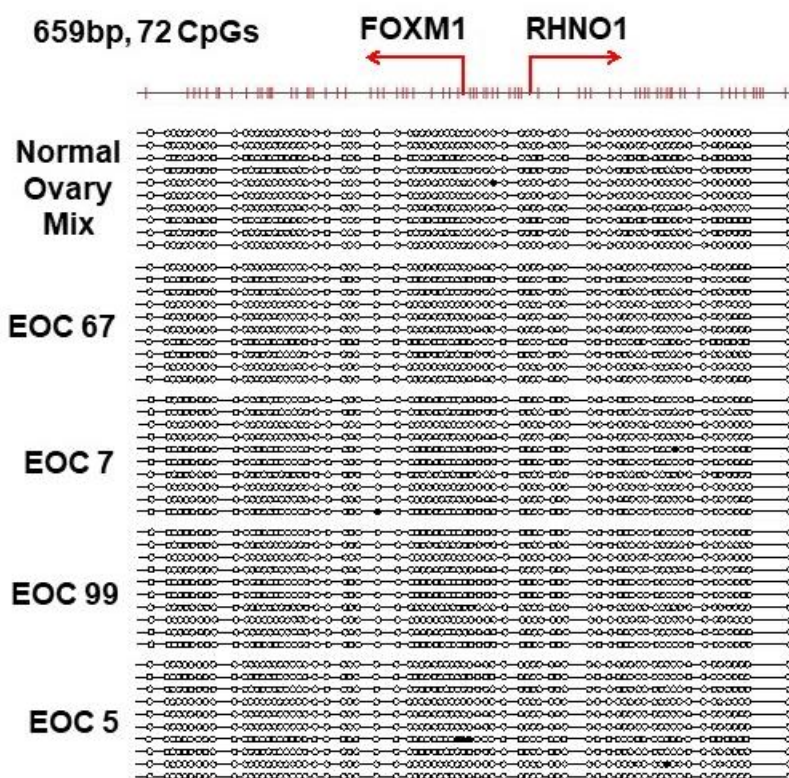 659bp, 72 CpGs
FOXM1
RHNO1
Normal
Ovary
Mix
EOC 67
EOC 7
EOC 99
EOC 5